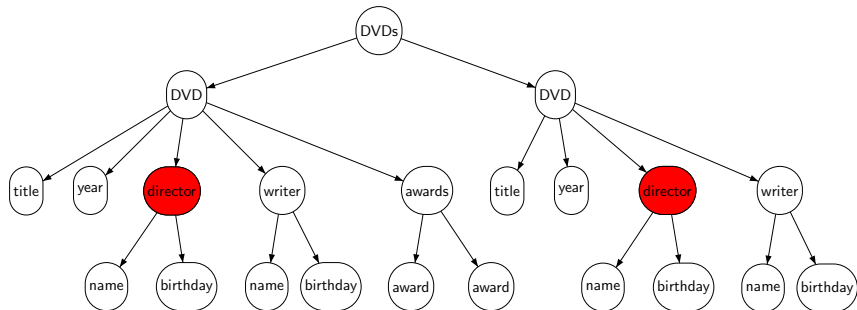 DVDs
DVD DVD
title year director writer awards title year director writer
name birthday name birthday award award name birthday name birthday